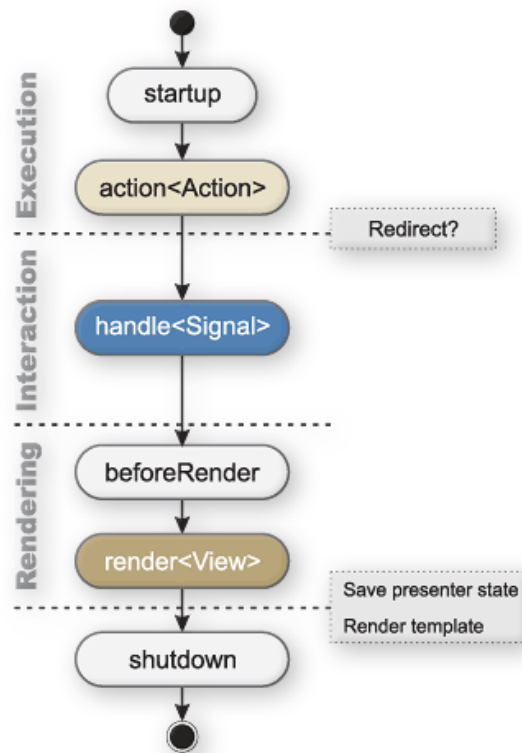 Execution
startup
action<Action>
Redirect?
Interaction
handle<Signal>
Rendering
beforeRender
render<View>
Save presenter state
Render template
shutdown